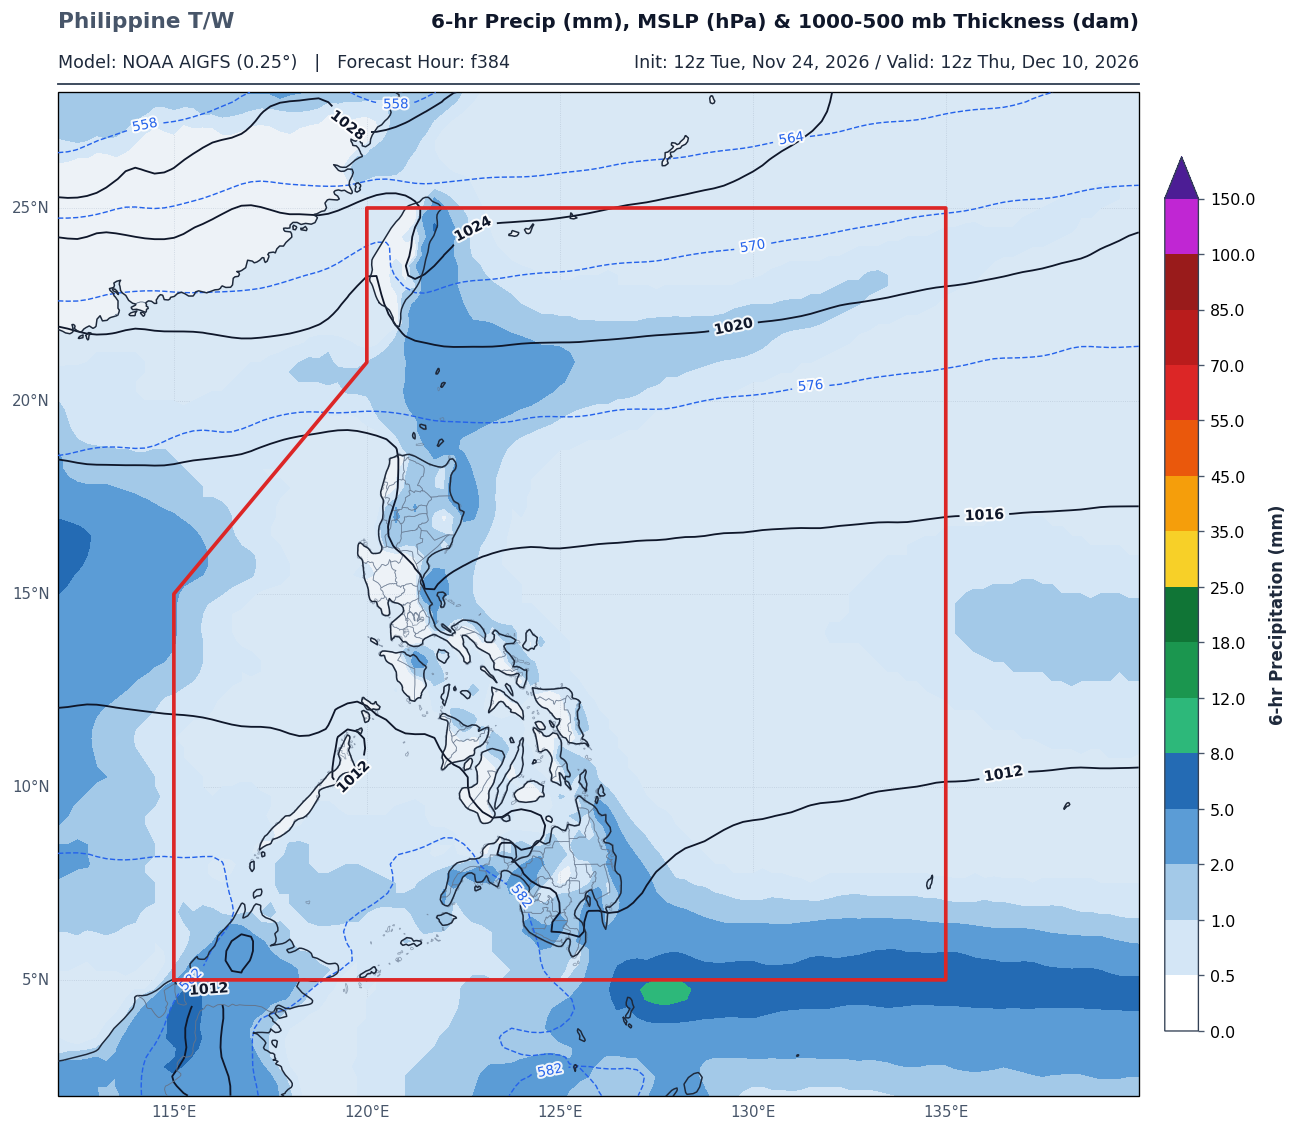 Philippine T/W
6-hr Precip (mm), MSLP (hPa) & 1000-500 mb Thickness (dam)
Model: NOAA AIGFS (0.25°) | Forecast Hour: f384
Init: 12z Tue, Nov 24, 2026 / Valid: 12z Thu, Dec 10, 2026
558
558
1028
564
1024
570
1020
576
1016
1012
1012
582
582
1012
582
25°N
20°N
15°N
10°N
5°N
115°E
120°E
125°E
130°E
135°E
150.0
100.0
85.0
70.0
55.0
45.0
35.0
25.0
18.0
12.0
8.0
5.0
2.0
1.0
0.5
0.0
6-hr Precipitation (mm)